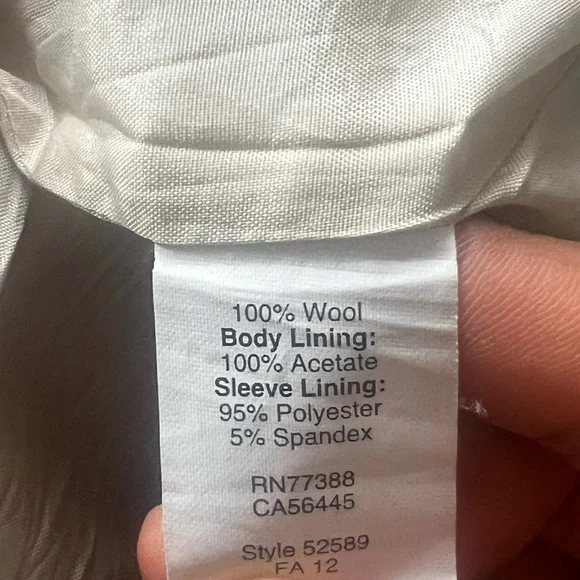 100% Wool
Body Lining:
100% Acetate
Sleeve Lining:
95% Polyester
5% Spandex
RN77388
CA56445
Style 52589
FA 12